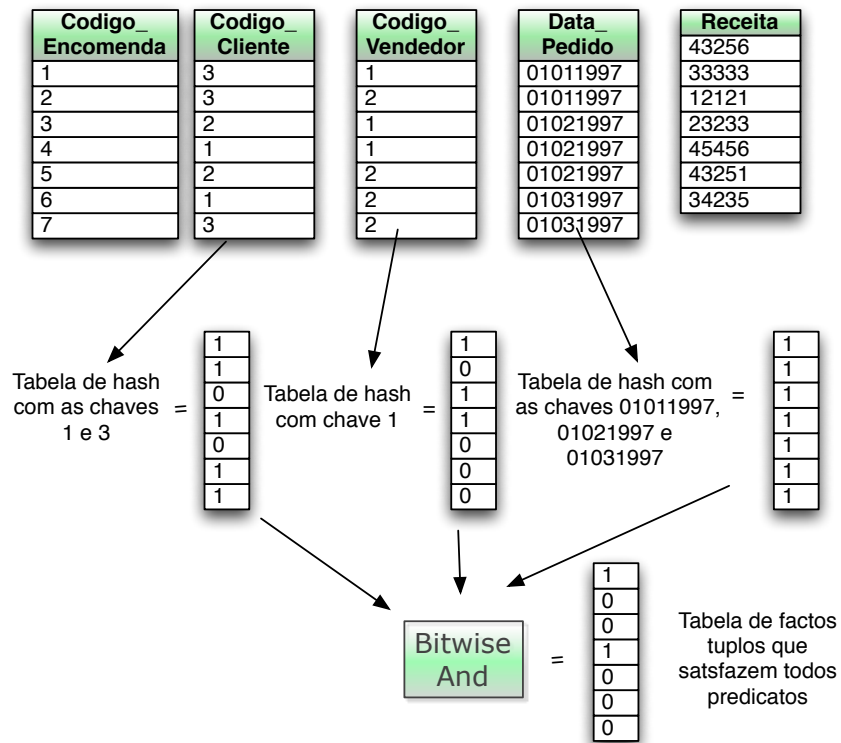 Codigo_
Encomenda
1
2
3
4
5
6
7
Codigo_
Cliente
3
3
2
1
2
1
3
Codigo_
Vendedor
1
2
1
1
2
2
2
Data_
Pedido
01011997
01011997
01021997
01021997
01021997
01031997
01031997
Receita
43256
33333
12121
23233
45456
43251
34235
Tabela de hash
com as chaves
1 e 3
=
1
1
0
1
0
1
1
Tabela de hash
com chave 1
=
1
0
1
1
0
0
0
Tabela de hash com
as chaves 01011997,
01021997 e
01031997
=
1
1
1
1
1
1
1
Bitwise
And
=
1
0
0
1
0
0
0
Tabela de factos
tuplos que
satsfazem todos
predicatos